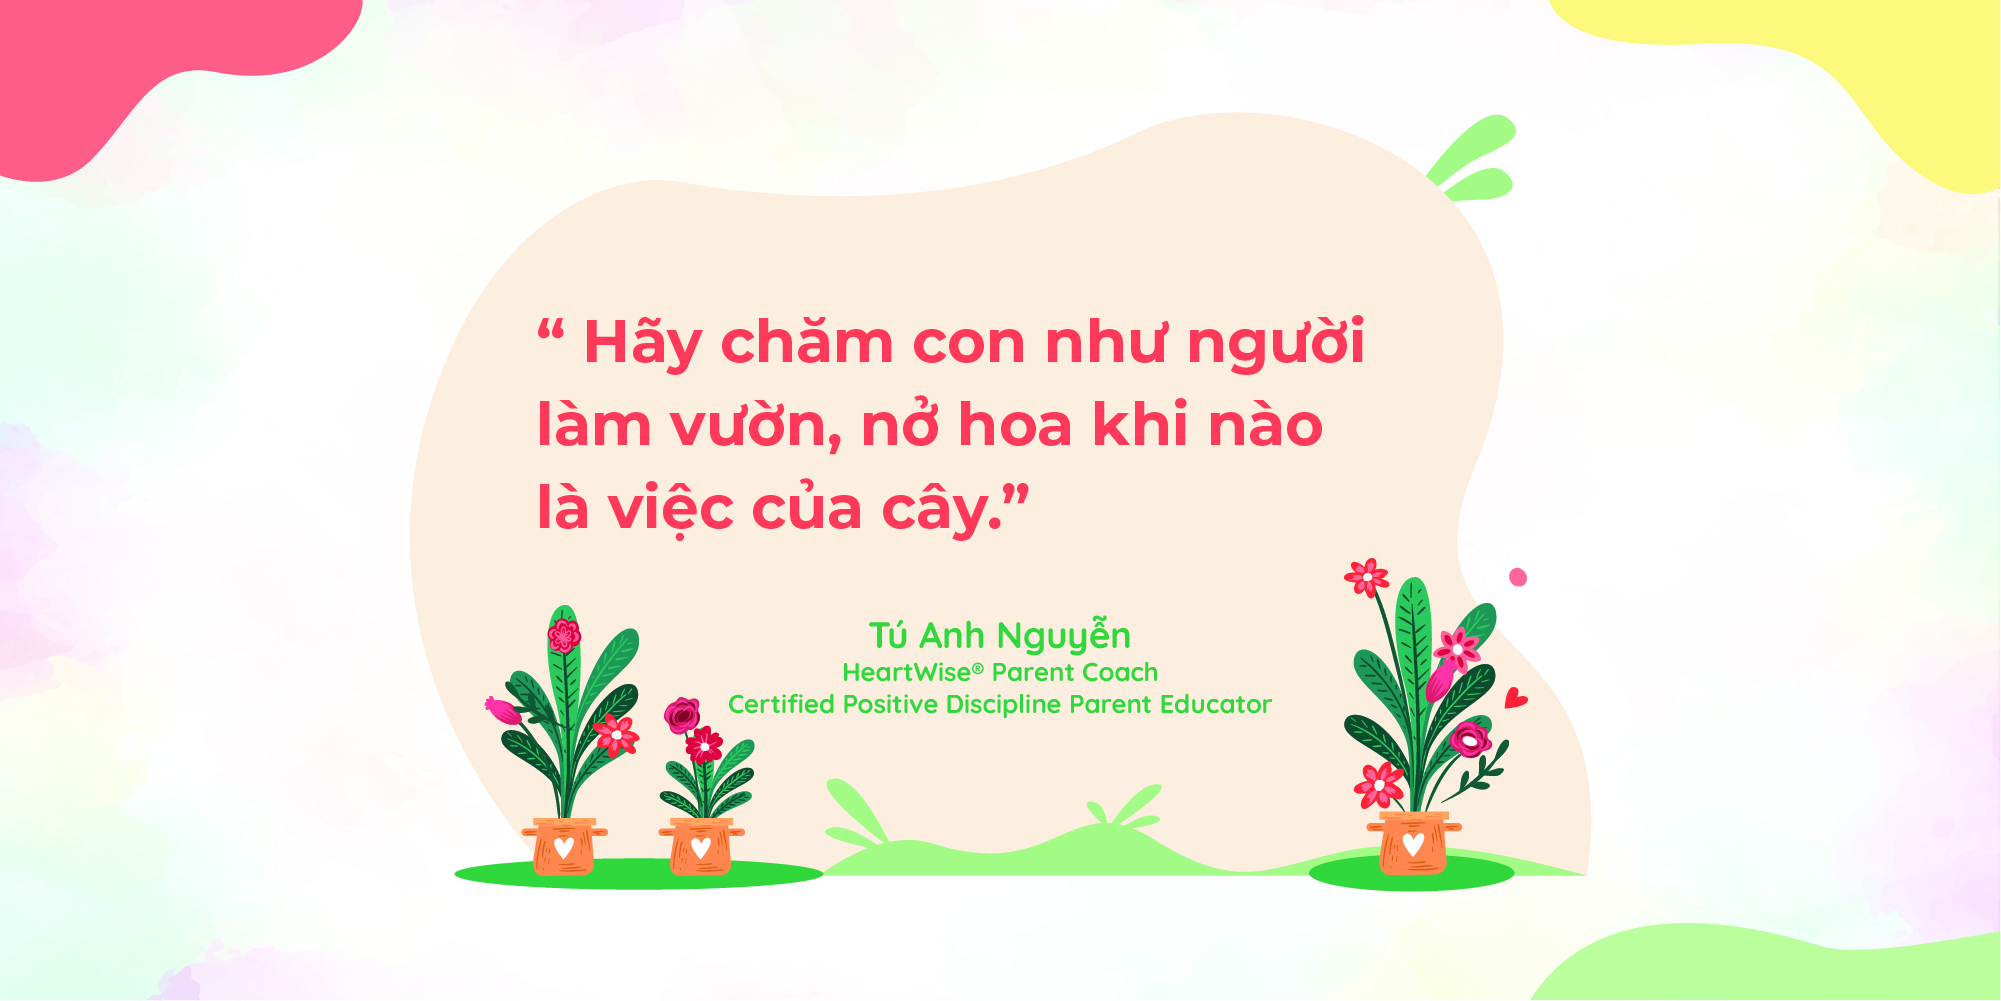 “ Hãy chăm con như người
làm vườn, nở hoa khi nào
là việc của cây.”
Tú Anh Nguyễn
HeartWise® Parent Coach
Certified Positive Discipline Parent Educator